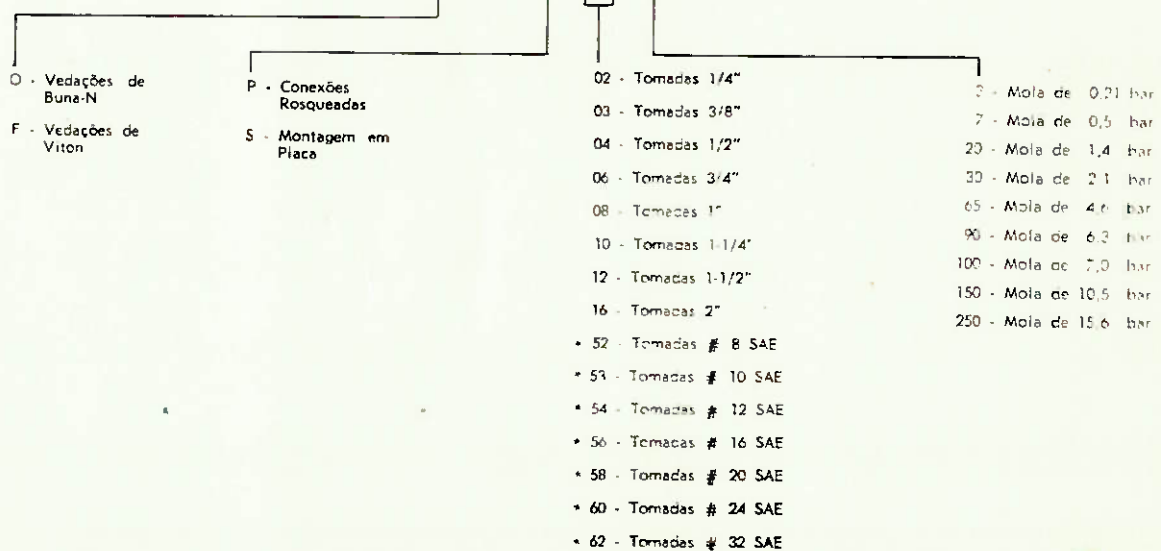 O - Vedações de
Buna-N
F - Vedações de
Viton
P - Conexões
Rosqueadas
S - Montagem em
Placa
02 - Tomadas 1/4"
03 - Tomadas 3/8"
04 - Tomadas 1/2"
06 - Tomadas 3/4"
08 - Tomadas 1"
10 - Tomadas 1-1/4"
12 - Tomadas 1-1/2"
16 - Tomadas 2"
* 52 - Tomadas # 8 SAE
* 53 - Tomadas # 10 SAE
* 54 - Tomadas # 12 SAE
* 56 - Tomadas # 16 SAE
* 58 - Tomadas # 20 SAE
* 60 - Tomadas # 24 SAE
* 62 - Tomadas # 32 SAE
- Mola de 0,21 bar
7 - Mola de 0,5 bar
20 - Mola de 1,4 bar
30 - Mola de 2,1 bar
65 - Mola de 4,6 bar
90 - Mola de 6,3 bar
100 - Mola de 7,0 bar
150 - Mola de 10,5 bar
250 - Mola de 15,6 bar